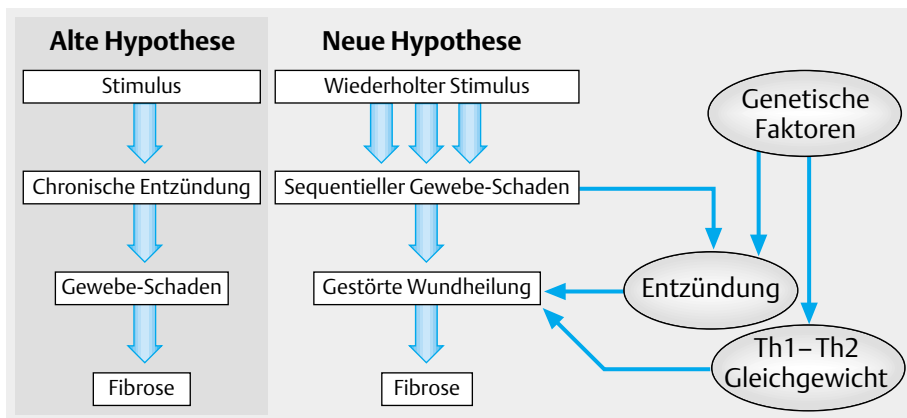 Alte Hypothese
Stimulus
Chronische Entzündung
Gewebe-Schaden
Fibrose
Neue Hypothese
Wiederholter Stimulus
Sequentieller Gewebe-Schaden
Gestörte Wundheilung
Fibrose
Genetische
Faktoren
Entzündung
Th1–Th2
Gleichgewicht